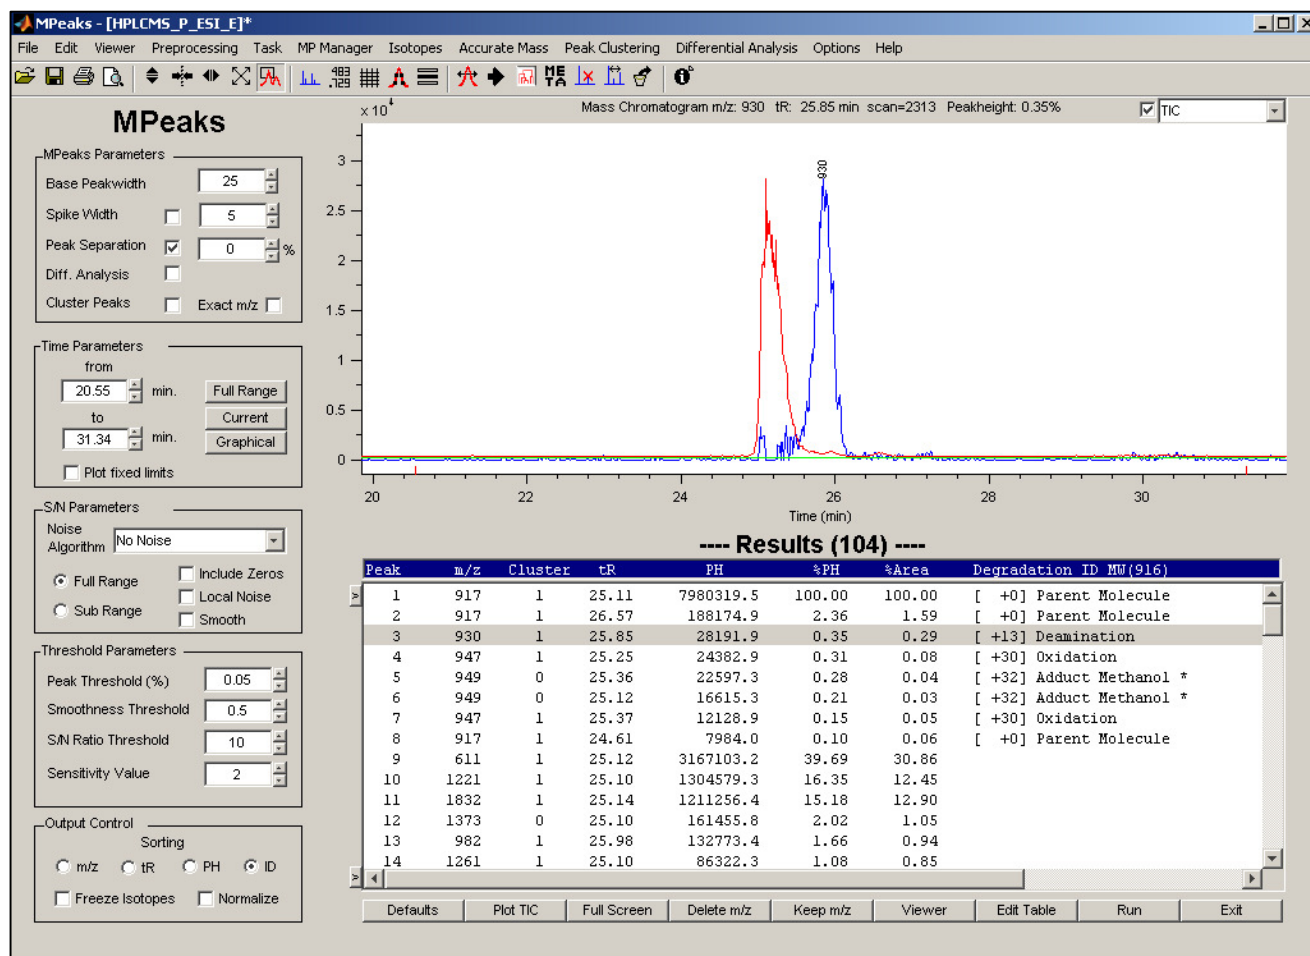 MPeaks - [HPLCMS_P_ESI_E]*
File Edit Viewer Preprocessing Task MP Manager Isotopes Accurate Mass Peak Clustering Differential Analysis Options Help
META
MPeaks
MPeaks Parameters
Base Peakwidth 25
Spike Width 5
Peak Separation 0 %
Diff. Analysis
Cluster Peaks Exact m/z
Time Parameters
from
20.55 min. Full Range
to Current
31.34 min. Graphical
Plot fixed limits
S/N Parameters
Noise Algorithm No Noise
Full Range Include Zeros
Sub Range Local Noise
Smooth
Threshold Parameters
Peak Threshold (%) 0.05
Smoothness Threshold 0.5
S/N Ratio Threshold 10
Sensitivity Value 2
Output Control
Sorting
m/z tR PH ID
Freeze Isotopes Normalize
x 10^4 Mass Chromatogram m/z: 930 tR: 25.85 min scan=2313 Peakheight: 0.35% TIC
930
3
2.5
2
1.5
1
0.5
0
20 22 24 26 28 30
Time (min)
---- Results (104) ----
Peak m/z Cluster tR PH %PH %Area Degradation ID MW(916)
1 917 1 25.11 7980319.5 100.00 100.00 [ +0] Parent Molecule
2 917 1 26.57 188174.9 2.36 1.59 [ +0] Parent Molecule
3 930 1 25.85 28191.9 0.35 0.29 [ +13] Deamination
4 947 1 25.25 24382.9 0.31 0.08 [ +30] Oxidation
5 949 0 25.36 22597.3 0.28 0.04 [ +32] Adduct Methanol *
6 949 0 25.12 16615.3 0.21 0.03 [ +32] Adduct Methanol *
7 947 1 25.37 12128.9 0.15 0.05 [ +30] Oxidation
8 917 1 24.61 7984.0 0.10 0.06 [ +0] Parent Molecule
9 611 1 25.12 3167103.2 39.69 30.86
10 1221 1 25.10 1304579.3 16.35 12.45
11 1832 1 25.14 1211256.4 15.18 12.90
12 1373 0 25.10 161455.8 2.02 1.05
13 982 1 25.98 132773.4 1.66 0.94
14 1261 1 25.10 86322.3 1.08 0.85
Defaults Plot TIC Full Screen Delete m/z Keep m/z Viewer Edit Table Run Exit